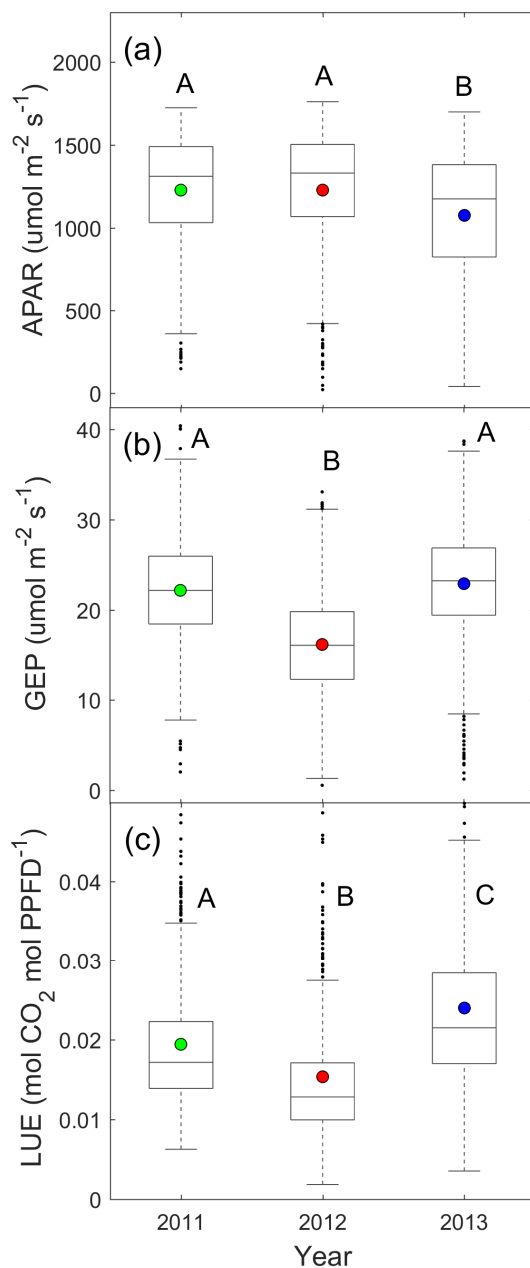 (a)
A
A
B
2000
1500
1000
500
0
APAR (umol m⁻² s⁻¹)
(b)
A
B
A
40
30
20
10
0
GEP (umol m⁻² s⁻¹)
(c)
A
B
C
0.04
0.03
0.02
0.01
0
LUE (mol CO₂ mol PPFD⁻¹)
2011 2012 2013
Year